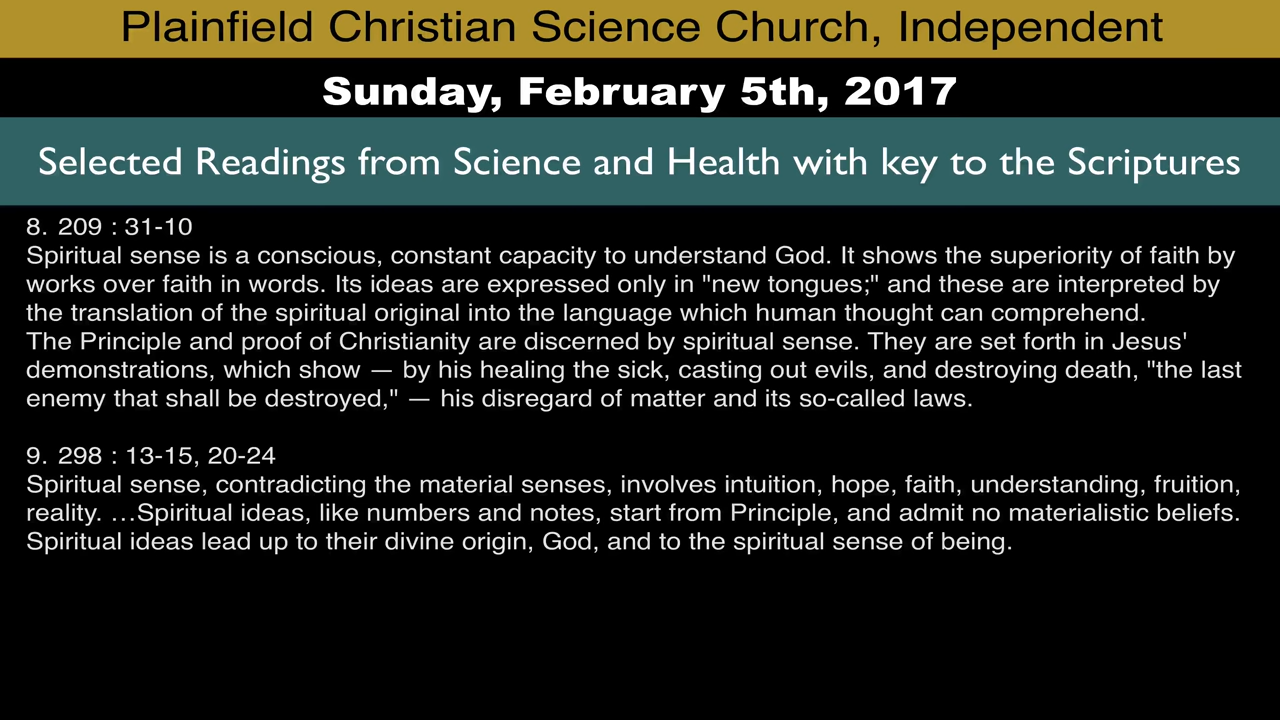 Plainfield Christian Science Church, Independent
Sunday, February 5th, 2017
Selected Readings from Science and Health with key to the Scriptures
8. 209 : 31-10
Spiritual sense is a conscious, constant capacity to understand God. It shows the superiority of faith by
works over faith in words. Its ideas are expressed only in "new tongues;" and these are interpreted by
the translation of the spiritual original into the language which human thought can comprehend.
The Principle and proof of Christianity are discerned by spiritual sense. They are set forth in Jesus'
demonstrations, which show — by his healing the sick, casting out evils, and destroying death, "the last
enemy that shall be destroyed," — his disregard of matter and its so-called laws.
9. 298 : 13-15, 20-24
Spiritual sense, contradicting the material senses, involves intuition, hope, faith, understanding, fruition,
reality. …Spiritual ideas, like numbers and notes, start from Principle, and admit no materialistic beliefs.
Spiritual ideas lead up to their divine origin, God, and to the spiritual sense of being.